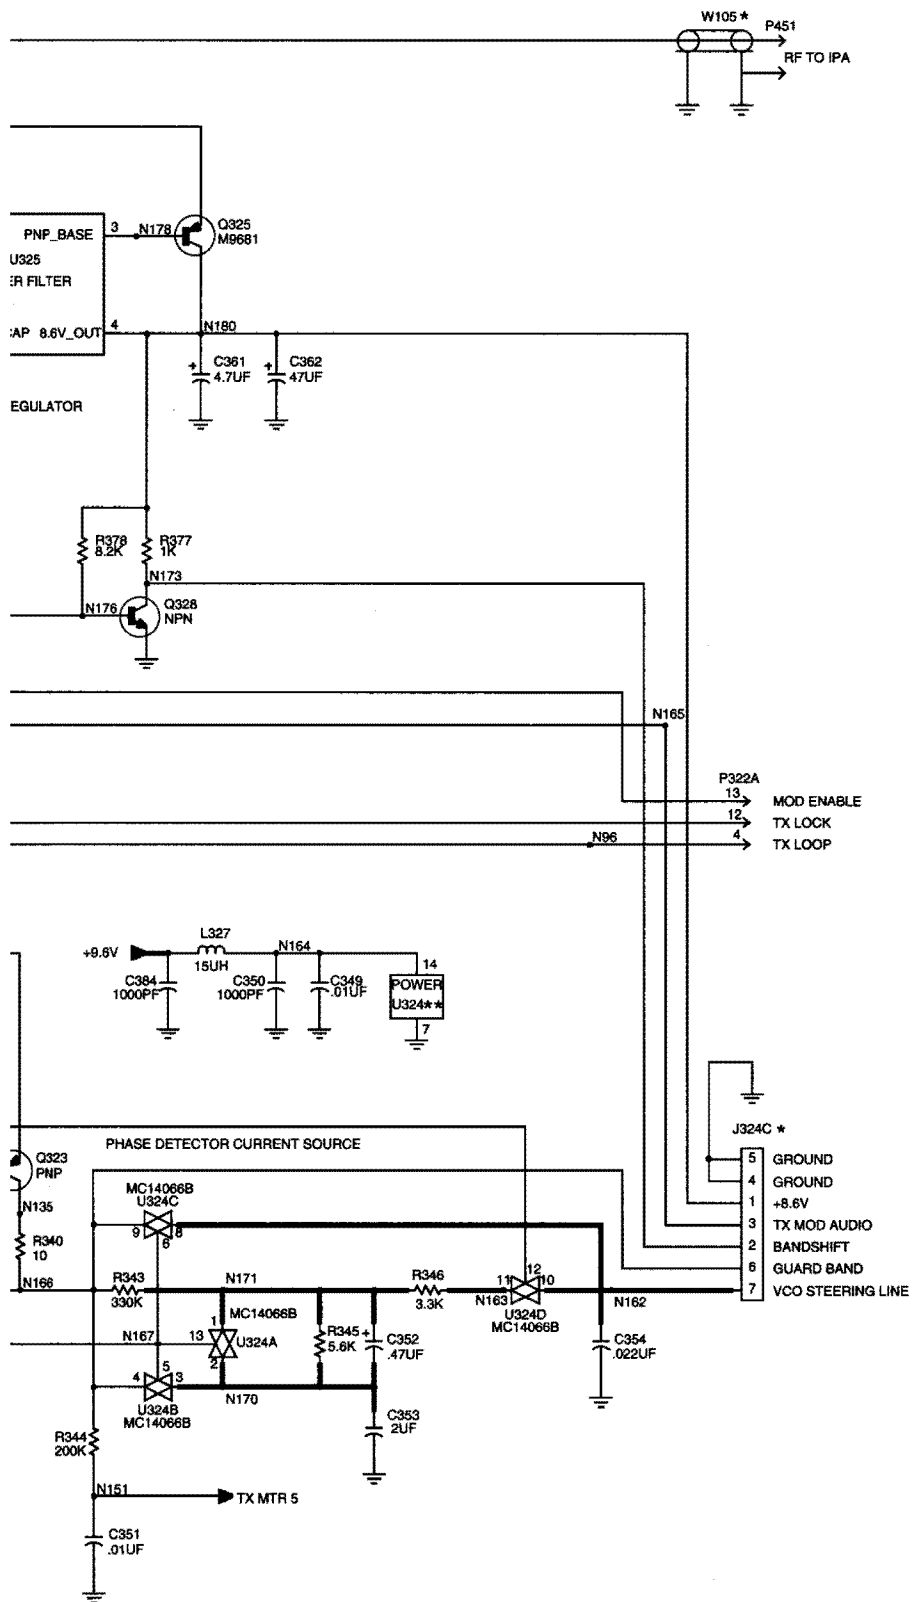 W105 *
P451
RF TO IPA
Q325
M9681
3
N178
PNP_BASE
U325
ER FILTER
4
N180
CAP 8.6V_OUT
C361
4.7UF
C362
47UF
EGULATOR
R378
8.2K
R377
1K
N173
N176
Q328
NPN
N165
P322A
13
MOD ENABLE
12
TX LOCK
N96
4
TX LOOP
L327
+9.6V
15UH
N164
C384
1000PF
C350
1000PF
C349
.01UF
14
POWER
U324**
7
J324C *
PHASE DETECTOR CURRENT SOURCE
Q323
PNP
5 GROUND
4 GROUND
1 +8.6V
3 TX MOD AUDIO
2 BANDSHIFT
6 GUARD BAND
7 VCO STEERING LINE
MC14066B
U324C
9
8
6
N135
R340
10
N166
R343
330K
N171
R346
3.3K
11
12
10
N163
U324D
MC14066B
N162
MC14066B
1
N167
13
U324A
2
R345
5.6K
+
C352
.47UF
C354
.022UF
5
4
3
U324B
MC14066B
N170
C353
2UF
R344
200K
N151
TX MTR 5
C351
.01UF